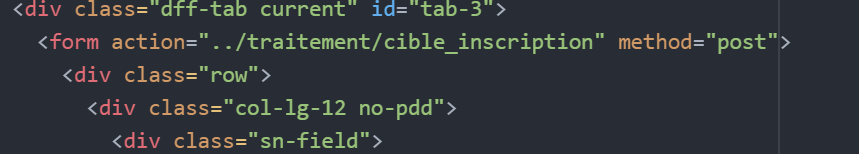 <div class="dff-tab current" id="tab-3">
<form action="../traitement/cible_inscription" method="post">
<div class="row">
<div class="col-lg-12 no-pdd">
<div class="sn-field">